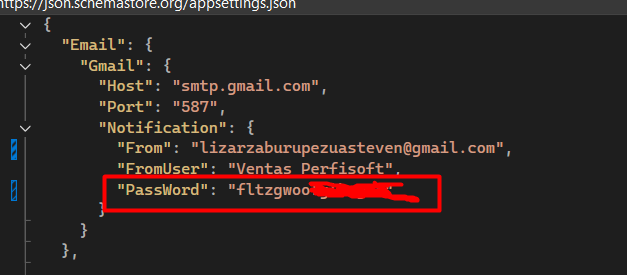 https://json.schemastore.org/appsettings.json
{
"Email": {
"Gmail": {
"Host": "smtp.gmail.com",
"Port": "587",
"Notification": {
"From": "lizarzaburupezuasteven@gmail.com",
"FromUser": "Ventas Perfisoft",
"PassWord": "fltzgwoo
}
}
},